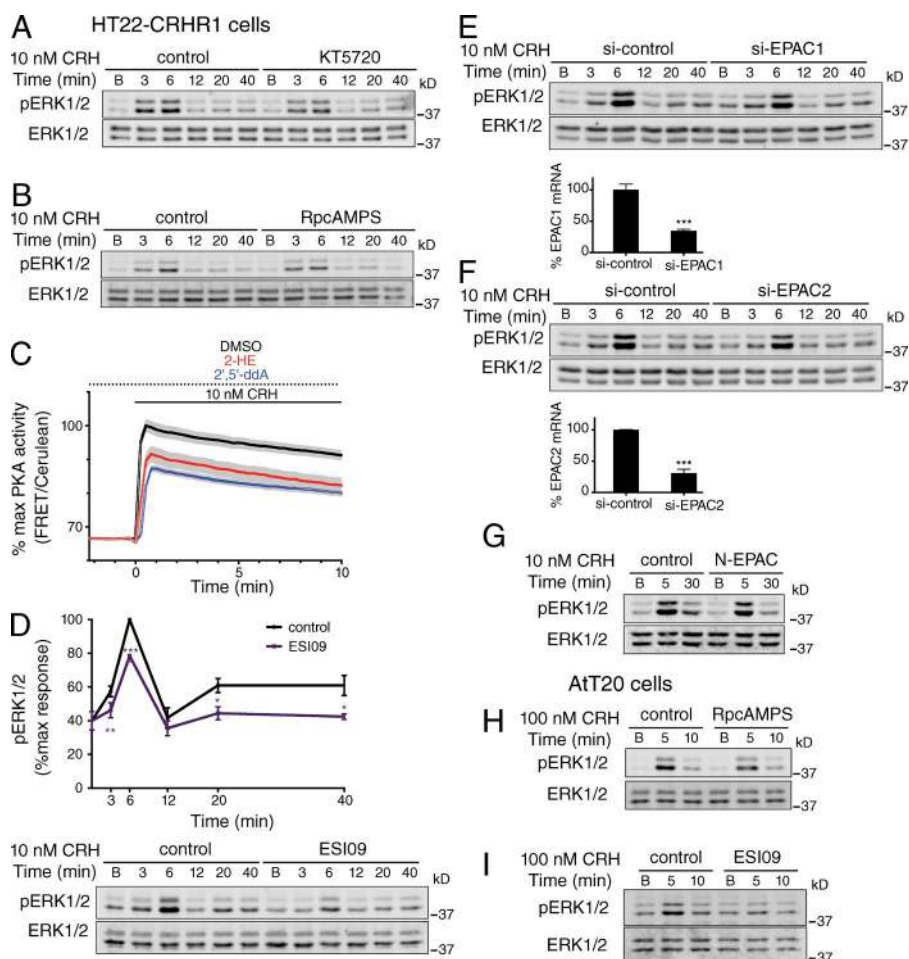 A HT22-CRHR1 cells
10 nM CRH control KT5720
Time (min) B 3 6 12 20 40 B 3 6 12 20 40 kD
pERK1/2
–37
ERK1/2
–37
B
10 nM CRH control RpcAMPS
Time (min) B 3 6 12 20 40 B 3 6 12 20 40 kD
pERK1/2
–37
ERK1/2
–37
C
DMSO
2-HE
2',5'-ddA
10 nM CRH
% max PKA activity
(FRET/Cerulean)
100
70
0 5 10
Time (min)
D
control
ESI09
pERK1/2
(%max response)
100
80
60
40
20
0
***
**
*
*
3 6 12 20 40
Time (min)
10 nM CRH control ESI09
Time (min) B 3 6 12 20 40 B 3 6 12 20 40 kD
pERK1/2
–37
ERK1/2
–37
E
10 nM CRH si-control si-EPAC1
Time (min) B 3 6 12 20 40 B 3 6 12 20 40 kD
pERK1/2
–37
ERK1/2
–37
% EPAC1 mRNA
100
50
0
***
si-control si-EPAC1
F
10 nM CRH si-control si-EPAC2
Time (min) B 3 6 12 20 40 B 3 6 12 20 40 kD
pERK1/2
–37
ERK1/2
–37
% EPAC2 mRNA
100
50
0
***
si-control si-EPAC2
G
10 nM CRH control N-EPAC
Time (min) B 5 30 B 5 30 kD
pERK1/2
–37
ERK1/2
–37
AtT20 cells
H 100 nM CRH control RpcAMPS
Time (min) B 5 10 B 5 10 kD
pERK1/2
–37
ERK1/2
–37
I 100 nM CRH control ESI09
Time (min) B 5 10 B 5 10 kD
pERK1/2
–37
ERK1/2
–37